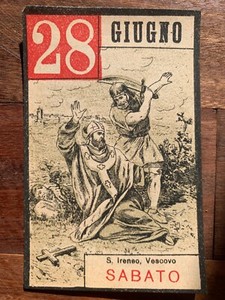 28
GIUGNO
S. Ireneo, Vescovo
SABATO